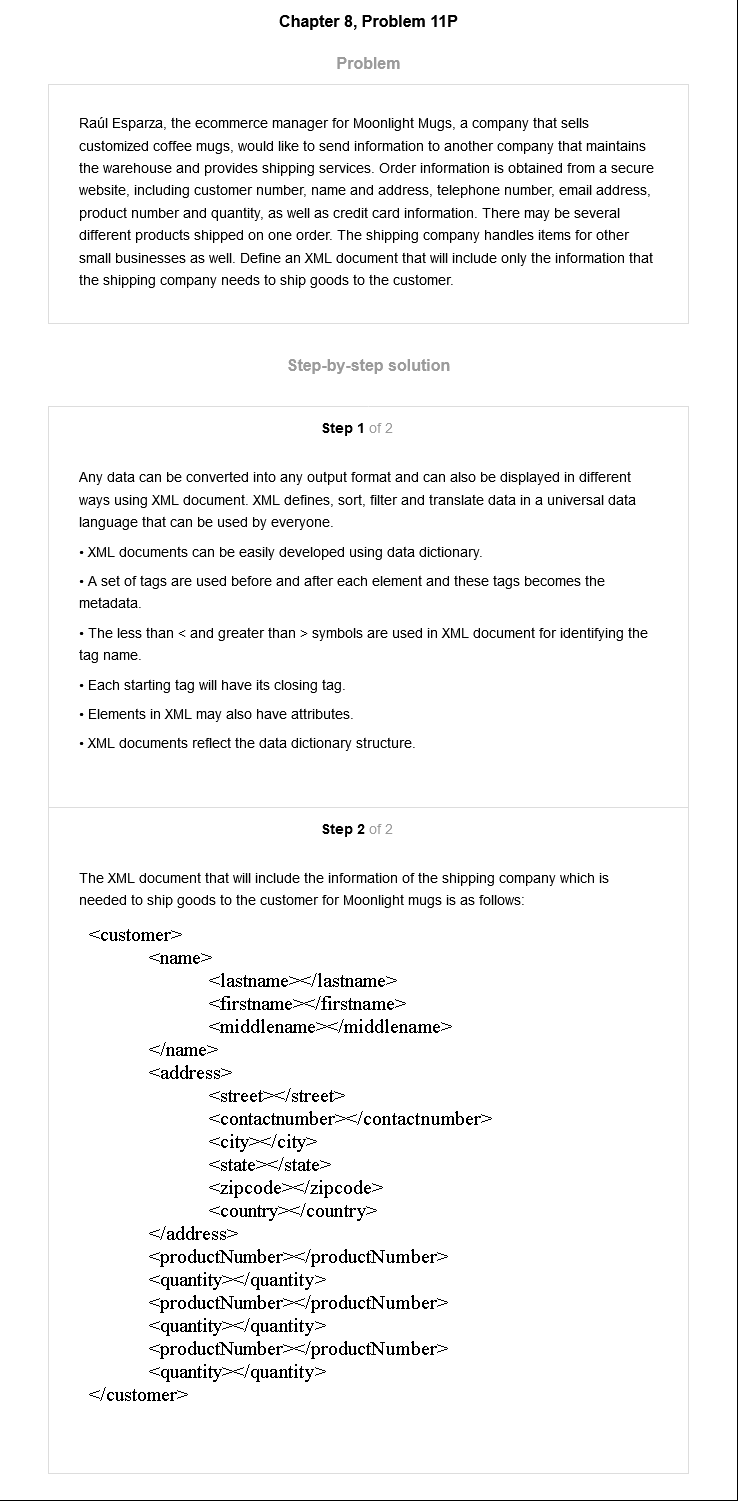 Chapter 8, Problem 11P
Problem
Raúl Esparza, the ecommerce manager for Moonlight Mugs, a company that sells
customized coffee mugs, would like to send information to another company that maintains
the warehouse and provides shipping services. Order information is obtained from a secure
website, including customer number, name and address, telephone number, email address,
product number and quantity, as well as credit card information. There may be several
different products shipped on one order. The shipping company handles items for other
small businesses as well. Define an XML document that will include only the information that
the shipping company needs to ship goods to the customer.
Step-by-step solution
Step 1 of 2
Any data can be converted into any output format and can also be displayed in different
ways using XML document. XML defines, sort, filter and translate data in a universal data
language that can be used by everyone.
• XML documents can be easily developed using data dictionary.
• A set of tags are used before and after each element and these tags becomes the
metadata.
• The less than < and greater than > symbols are used in XML document for identifying the
tag name.
• Each starting tag will have its closing tag.
• Elements in XML may also have attributes.
• XML documents reflect the data dictionary structure.
Step 2 of 2
The XML document that will include the information of the shipping company which is
needed to ship goods to the customer for Moonlight mugs is as follows:
<customer>
<name>
<lastname></lastname>
<firstname></firstname>
<middlename></middlename>
</name>
<address>
<street></street>
<contactnumber></contactnumber>
<city></city>
<state></state>
<zipcode></zipcode>
<country></country>
</address>
<productNumber></productNumber>
<quantity></quantity>
<productNumber></productNumber>
<quantity></quantity>
<productNumber></productNumber>
<quantity></quantity>
</customer>